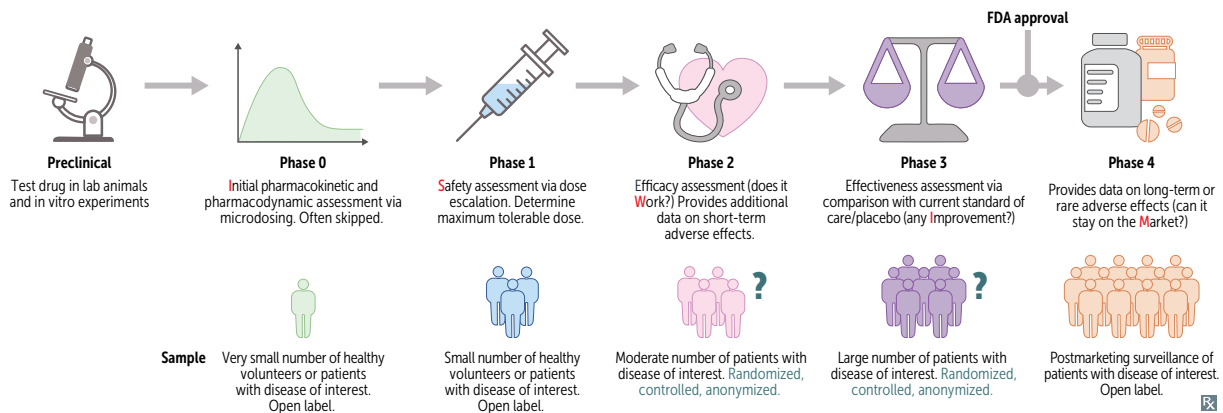 FDA approval
Preclinical
Test drug in lab animals
and in vitro experiments
Phase 0
Initial pharmacokinetic and
pharmacodynamic assessment via
microdosing. Often skipped.
Phase 1
Safety assessment via dose
escalation. Determine
maximum tolerable dose.
Phase 2
Efficacy assessment (does it
Work?) Provides additional
data on short-term
adverse effects.
Phase 3
Effectiveness assessment via
comparison with current standard of
care/placebo (any Improvement?)
Phase 4
Provides data on long-term or
rare adverse effects (can it
stay on the Market?)
?
?
Sample
Very small number of healthy
volunteers or patients
with disease of interest.
Open label.
Small number of healthy
volunteers or patients
with disease of interest.
Open label.
Moderate number of patients with
disease of interest. Randomized,
controlled, anonymized.
Large number of patients with
disease of interest. Randomized,
controlled, anonymized.
Postmarketing surveillance of
patients with disease of interest.
Open label.
Rx